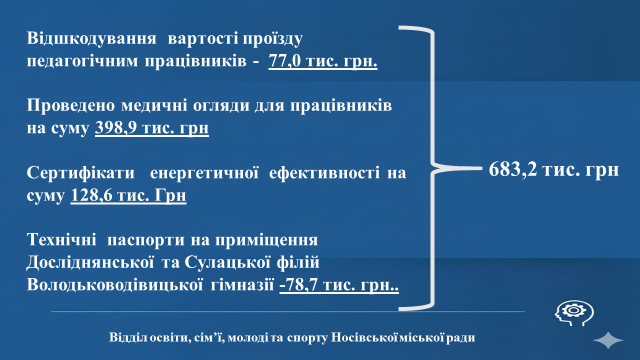 Відшкодування вартості проїзду
педагогічним працівників - 77,0 тис. грн.
Проведено медичні огляди для працівників
на суму 398,9 тис. грн
Сертифікати енергетичної ефективності на
суму 128,6 тис. Грн
Технічні паспорти на приміщення
Досліднянської та Сулацької філій
Володьководівицької гімназії -78,7 тис. грн..
683,2 тис. грн
Відділ освіти, сім’ї, молоді та спорту Носівської міської ради